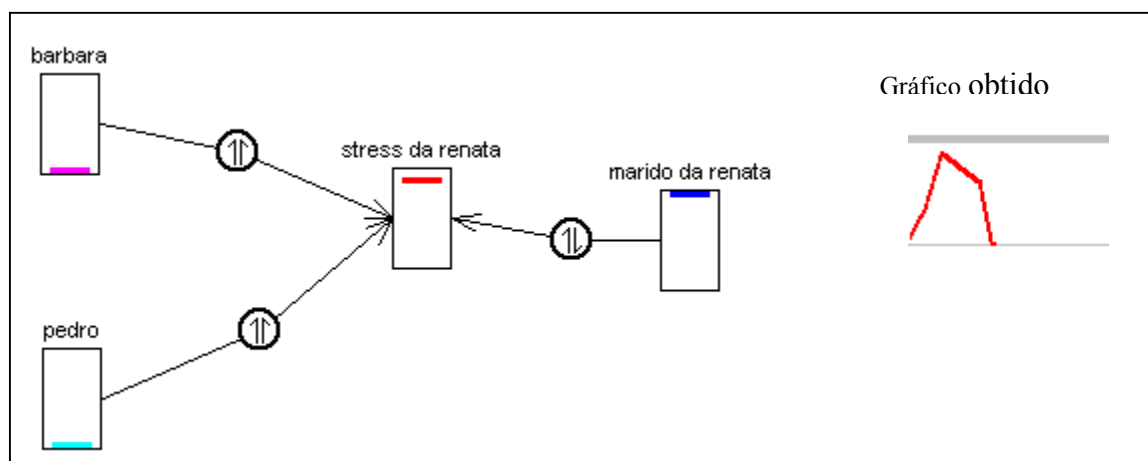 barbara
Gráfico obtido
stress da renata
marido da renata
pedro